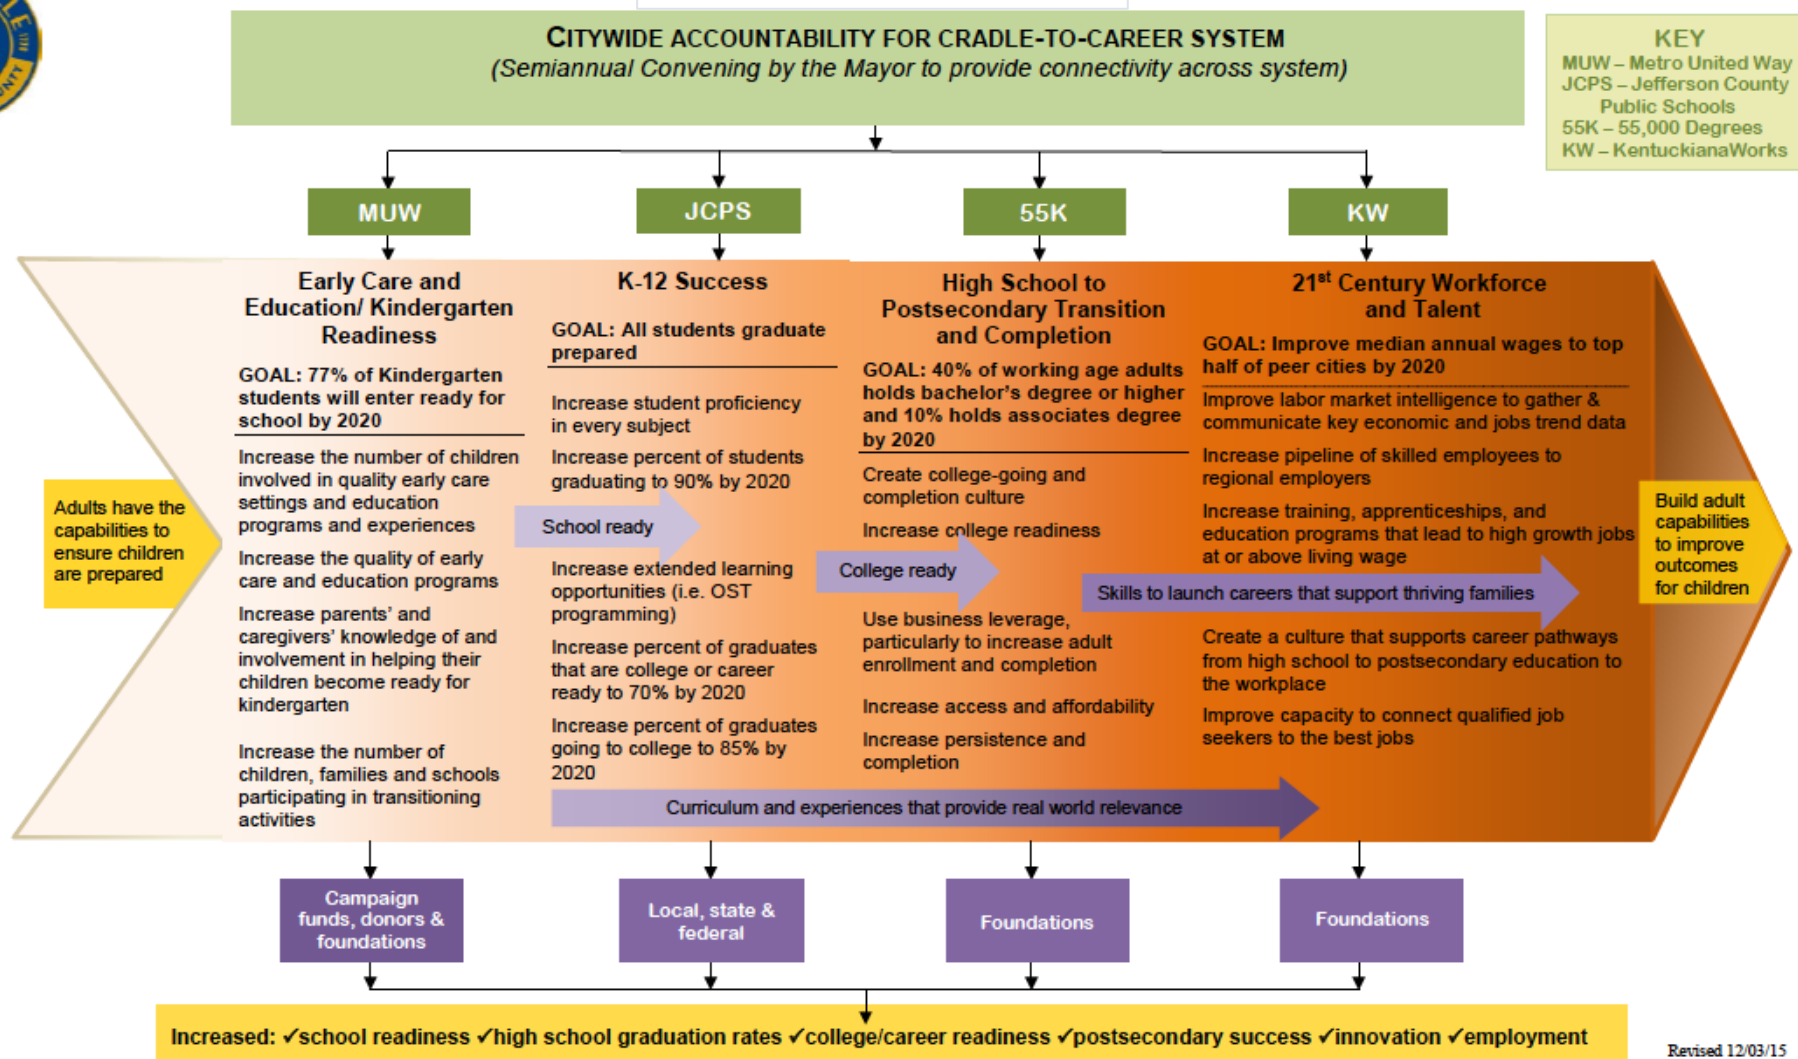 LLE
COUNTY
CITYWIDE ACCOUNTABILITY FOR CRADLE-TO-CAREER SYSTEM
(Semiannual Convening by the Mayor to provide connectivity across system)
KEY
MUW – Metro United Way
JCPS – Jefferson County
Public Schools
55K – 55,000 Degrees
KW – KentuckianaWorks
MUW
JCPS
55K
KW
Early Care and
Education/ Kindergarten
Readiness
GOAL: 77% of Kindergarten
students will enter ready for
school by 2020
Increase the number of children
involved in quality early care
settings and education
programs and experiences
Increase the quality of early
care and education programs
Increase parents’ and
caregivers’ knowledge of and
involvement in helping their
children become ready for
kindergarten
Increase the number of
children, families and schools
participating in transitioning
activities
K-12 Success
GOAL: All students graduate
prepared
Increase student proficiency
in every subject
Increase percent of students
graduating to 90% by 2020
Increase extended learning
opportunities (i.e. OST
programming)
Increase percent of graduates
that are college or career
ready to 70% by 2020
Increase percent of graduates
going to college to 85% by
2020
High School to
Postsecondary Transition
and Completion
GOAL: 40% of working age adults
holds bachelor’s degree or higher
and 10% holds associates degree
by 2020
Create college-going and
completion culture
Increase college readiness
Use business leverage,
particularly to increase adult
enrollment and completion
Increase access and affordability
Increase persistence and
completion
21st Century Workforce
and Talent
GOAL: Improve median annual wages to top
half of peer cities by 2020
Improve labor market intelligence to gather &
communicate key economic and jobs trend data
Increase pipeline of skilled employees to
regional employers
Increase training, apprenticeships, and
education programs that lead to high growth jobs
at or above living wage
Create a culture that supports career pathways
from high school to postsecondary education to
the workplace
Improve capacity to connect qualified job
seekers to the best jobs
Adults have the
capabilities to
ensure children
are prepared
School ready
College ready
Skills to launch careers that support thriving families
Curriculum and experiences that provide real world relevance
Build adult
capabilities
to improve
outcomes
for children
Campaign
funds, donors &
foundations
Local, state &
federal
Foundations
Foundations
Increased: ✓school readiness ✓high school graduation rates ✓college/career readiness ✓postsecondary success ✓innovation ✓employment
Revised 12/03/15